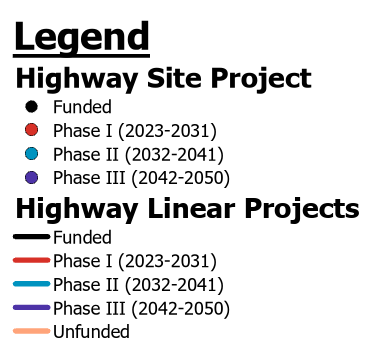 Legend
Highway Site Project
Funded
Phase I (2023-2031)
Phase II (2032-2041)
Phase III (2042-2050)
Highway Linear Projects
Funded
Phase I (2023-2031)
Phase II (2032-2041)
Phase III (2042-2050)
Unfunded